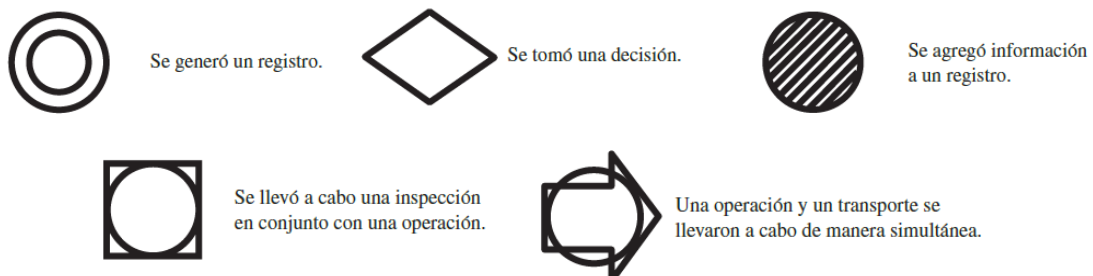 Se generó un registro.
Se tomó una decisión.
Se agregó información
a un registro.
Se llevó a cabo una inspección
en conjunto con una operación.
Una operación y un transporte se
llevaron a cabo de manera simultánea.